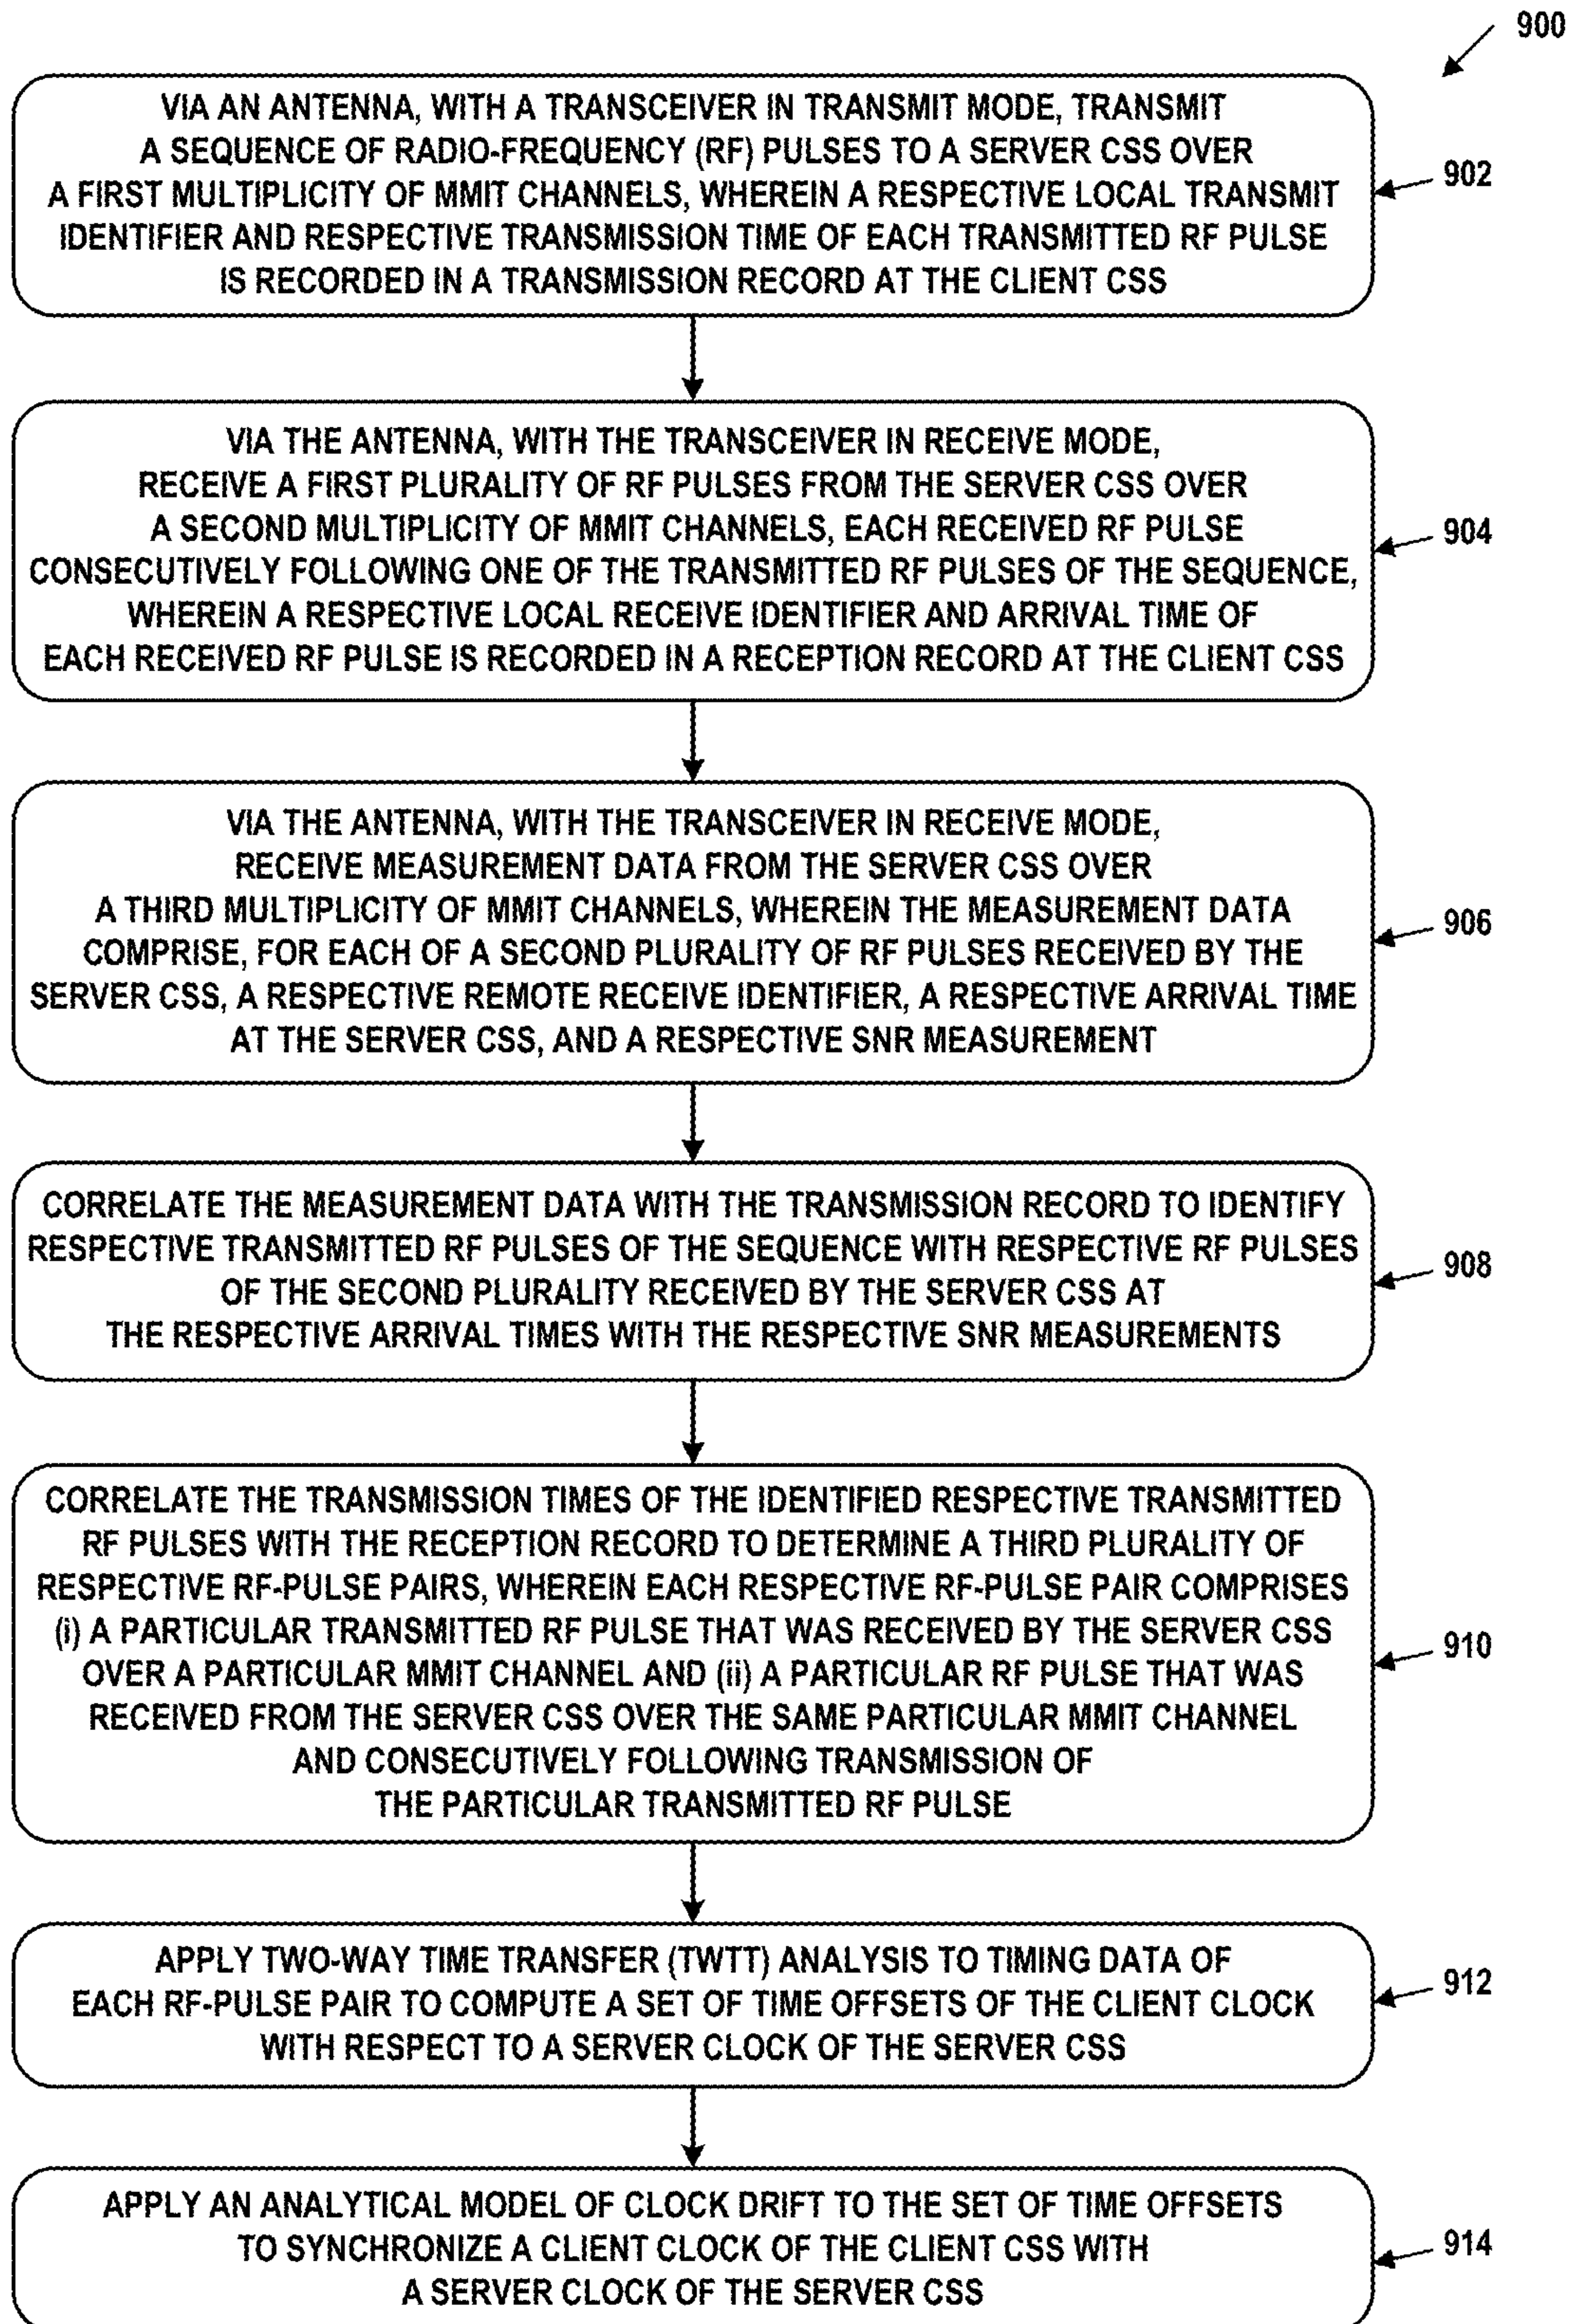 900
VIA AN ANTENNA, WITH A TRANSCEIVER IN TRANSMIT MODE, TRANSMIT
A SEQUENCE OF RADIO-FREQUENCY (RF) PULSES TO A SERVER CSS OVER
A FIRST MULTIPLICITY OF MMIT CHANNELS, WHEREIN A RESPECTIVE LOCAL TRANSMIT
IDENTIFIER AND RESPECTIVE TRANSMISSION TIME OF EACH TRANSMITTED RF PULSE
IS RECORDED IN A TRANSMISSION RECORD AT THE CLIENT CSS
902
VIA THE ANTENNA, WITH THE TRANSCEIVER IN RECEIVE MODE,
RECEIVE A FIRST PLURALITY OF RF PULSES FROM THE SERVER CSS OVER
A SECOND MULTIPLICITY OF MMIT CHANNELS, EACH RECEIVED RF PULSE
CONSECUTIVELY FOLLOWING ONE OF THE TRANSMITTED RF PULSES OF THE SEQUENCE,
WHEREIN A RESPECTIVE LOCAL RECEIVE IDENTIFIER AND ARRIVAL TIME OF
EACH RECEIVED RF PULSE IS RECORDED IN A RECEPTION RECORD AT THE CLIENT CSS
904
VIA THE ANTENNA, WITH THE TRANSCEIVER IN RECEIVE MODE,
RECEIVE MEASUREMENT DATA FROM THE SERVER CSS OVER
A THIRD MULTIPLICITY OF MMIT CHANNELS, WHEREIN THE MEASUREMENT DATA
COMPRISE, FOR EACH OF A SECOND PLURALITY OF RF PULSES RECEIVED BY THE
SERVER CSS, A RESPECTIVE REMOTE RECEIVE IDENTIFIER, A RESPECTIVE ARRIVAL TIME
AT THE SERVER CSS, AND A RESPECTIVE SNR MEASUREMENT
906
CORRELATE THE MEASUREMENT DATA WITH THE TRANSMISSION RECORD TO IDENTIFY
RESPECTIVE TRANSMITTED RF PULSES OF THE SEQUENCE WITH RESPECTIVE RF PULSES
OF THE SECOND PLURALITY RECEIVED BY THE SERVER CSS AT
THE RESPECTIVE ARRIVAL TIMES WITH THE RESPECTIVE SNR MEASUREMENTS
908
CORRELATE THE TRANSMISSION TIMES OF THE IDENTIFIED RESPECTIVE TRANSMITTED
RF PULSES WITH THE RECEPTION RECORD TO DETERMINE A THIRD PLURALITY OF
RESPECTIVE RF-PULSE PAIRS, WHEREIN EACH RESPECTIVE RF-PULSE PAIR COMPRISES
(i) A PARTICULAR TRANSMITTED RF PULSE THAT WAS RECEIVED BY THE SERVER CSS
OVER A PARTICULAR MMIT CHANNEL AND (ii) A PARTICULAR RF PULSE THAT WAS
RECEIVED FROM THE SERVER CSS OVER THE SAME PARTICULAR MMIT CHANNEL
AND CONSECUTIVELY FOLLOWING TRANSMISSION OF
THE PARTICULAR TRANSMITTED RF PULSE
910
APPLY TWO-WAY TIME TRANSFER (TWTT) ANALYSIS TO TIMING DATA OF
EACH RF-PULSE PAIR TO COMPUTE A SET OF TIME OFFSETS OF THE CLIENT CLOCK
WITH RESPECT TO A SERVER CLOCK OF THE SERVER CSS
912
APPLY AN ANALYTICAL MODEL OF CLOCK DRIFT TO THE SET OF TIME OFFSETS
TO SYNCHRONIZE A CLIENT CLOCK OF THE CLIENT CSS WITH
A SERVER CLOCK OF THE SERVER CSS
914